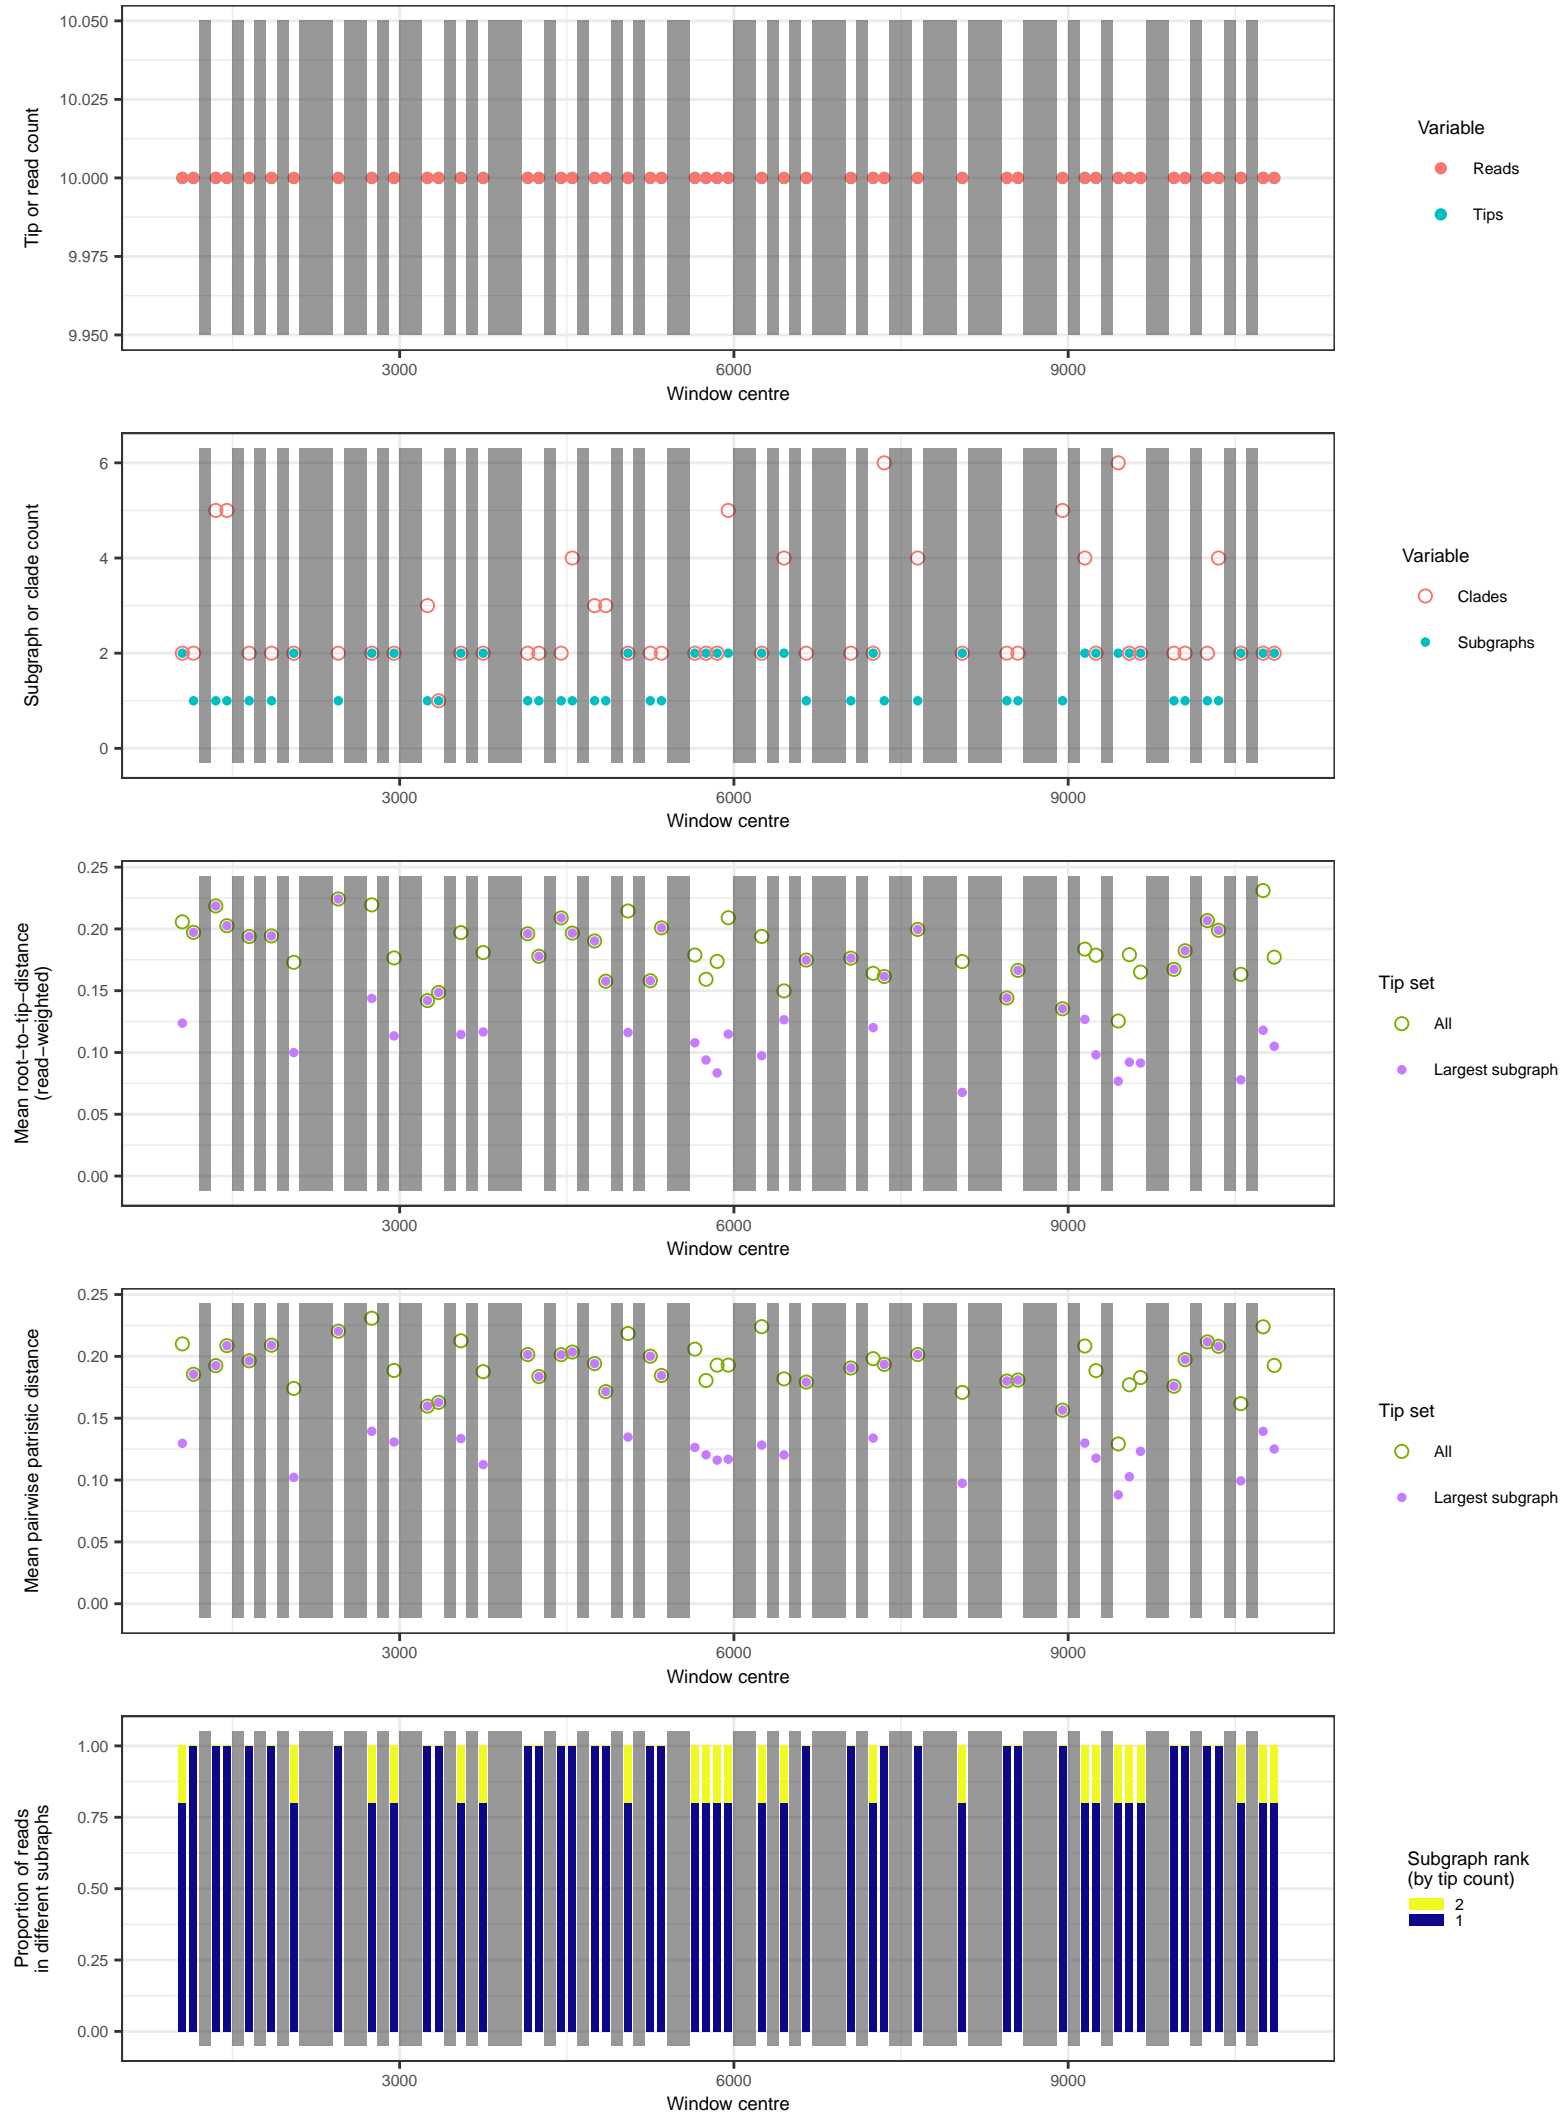 10.050
10.025
10.000
9.975
9.950
Tip or read count
3000
6000
9000
Window centre
Variable
Reads
Tips
6
4
2
0
Subgraph or clade count
3000
6000
9000
Window centre
Variable
Clades
Subgraphs
0.25
0.20
0.15
0.10
0.05
0.00
Mean root−to−tip−distance
(read−weighted)
3000
6000
9000
Window centre
Tip set
All
Largest subgraph
0.25
0.20
0.15
0.10
0.05
0.00
Mean pairwise patristic distance
3000
6000
9000
Window centre
Tip set
All
Largest subgraph
1.00
0.75
0.50
0.25
0.00
Proportion of reads
in different subraphs
3000
6000
9000
Window centre
Subgraph rank
(by tip count)
2
1